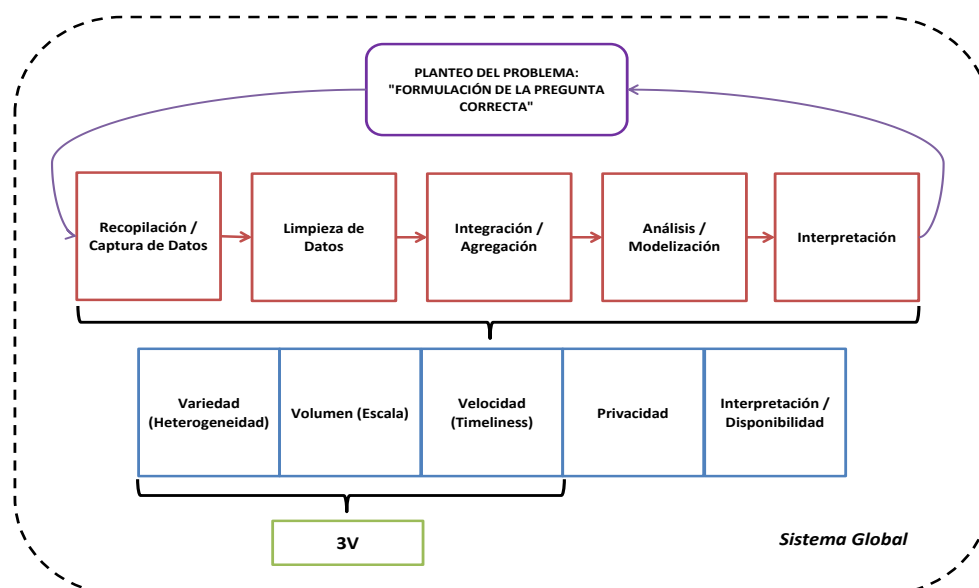 PLANTEO DEL PROBLEMA:
"FORMULACIÓN DE LA PREGUNTA
CORRECTA"
Recopilación /
Captura de Datos
Limpieza de
Datos
Integración /
Agregación
Análisis /
Modelización
Interpretación
Variedad
(Heterogeneidad)
Volumen (Escala)
Velocidad
(Timeliness)
Privacidad
Interpretación /
Disponibilidad
3V
Sistema Global